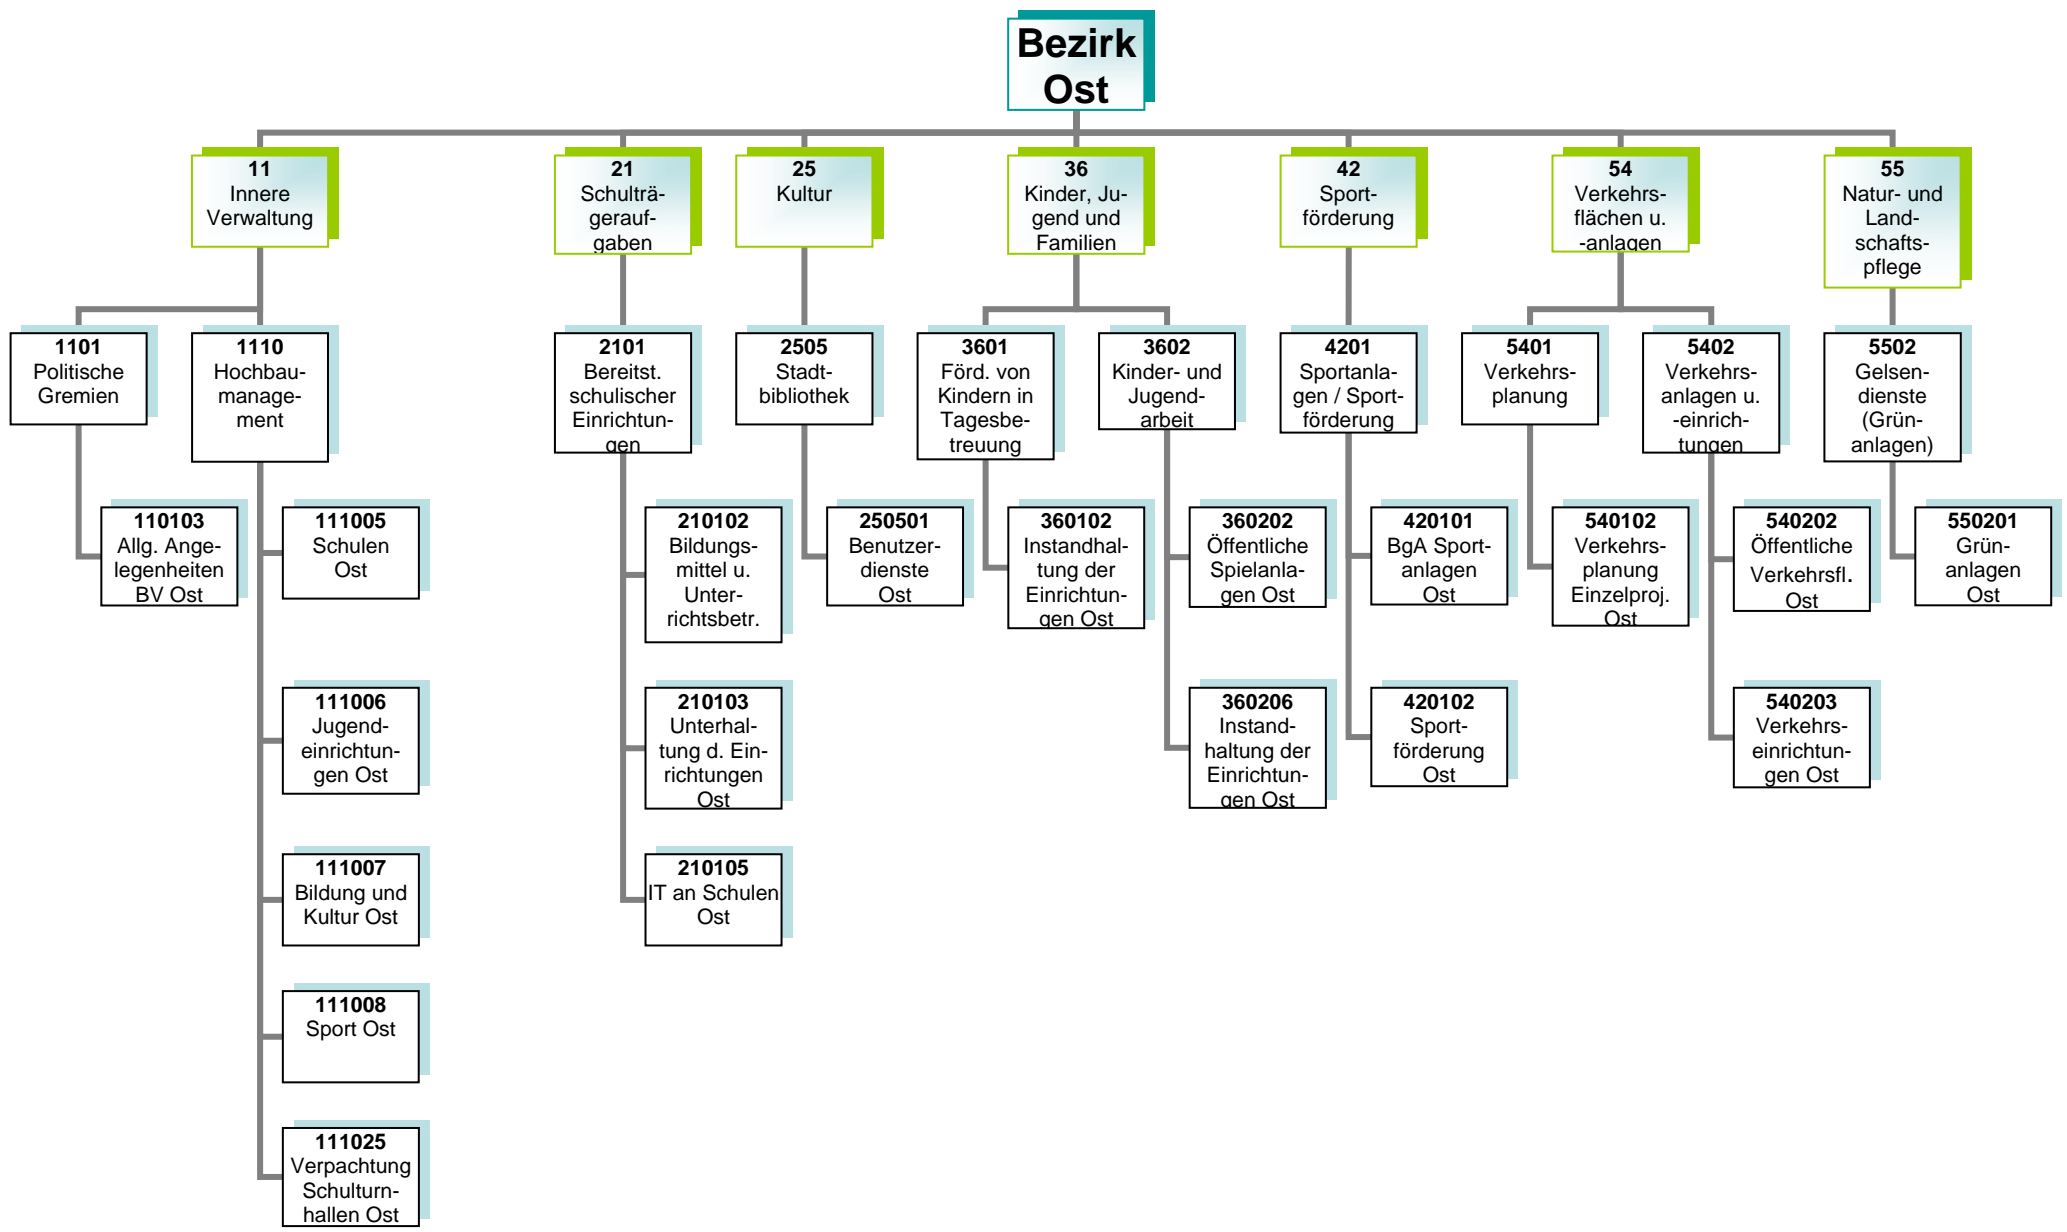 Bezirk
Ost
11
Innere
Verwaltung
21
Schulträ-
gerauf-
gaben
25
Kultur
36
Kinder, Ju-
gend und
Familien
42
Sport-
förderung
54
Verkehrs-
flächen u.
-anlagen
55
Natur- und
Land-
schafts-
pflege
1101
Politische
Gremien
1110
Hochbau-
manage-
ment
2101
Bereitst.
schulischer
Einrichtun-
gen
2505
Stadt-
bibliothek
3601
Förd. von
Kindern in
Tagesbe-
treuung
3602
Kinder- und
Jugend-
arbeit
4201
Sportanla-
gen / Sport-
förderung
5401
Verkehrs-
planung
5402
Verkehrs-
anlagen u.
-einrich-
tungen
5502
Gelsen-
dienste
(Grün-
anlagen)
110103
Allg. Ange-
legenheiten
BV Ost
111005
Schulen
Ost
210102
Bildungs-
mittel u.
Unter-
richtsbetr.
250501
Benutzer-
dienste
Ost
360102
Instandhal-
tung der
Einrichtun-
gen Ost
360202
Öffentliche
Spielanla-
gen Ost
420101
BgA Sport-
anlagen
Ost
540102
Verkehrs-
planung
Einzelproj.
Ost
540202
Öffentliche
Verkehrsfl.
Ost
550201
Grün-
anlagen
Ost
111006
Jugend-
einrichtun-
gen Ost
210103
Unterhal-
tung d. Ein-
richtungen
Ost
360206
Instand-
haltung der
Einrichtun-
gen Ost
420102
Sport-
förderung
Ost
540203
Verkehrs-
einrichtun-
gen Ost
111007
Bildung und
Kultur Ost
210105
IT an Schulen
Ost
111008
Sport Ost
111025
Verpachtung
Schulturn-
hallen Ost